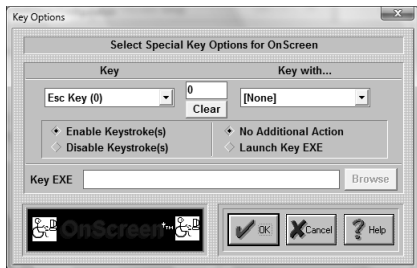 Key Options
Select Special Key Options for OnScreen
Key
Key with...
Esc Key (0)
0
[None]
Clear
Enable Keystroke(s)
No Additional Action
Disable Keystroke(s)
Launch Key EXE
Key EXE
Browse
OnScreen
OK
Cancel
Help